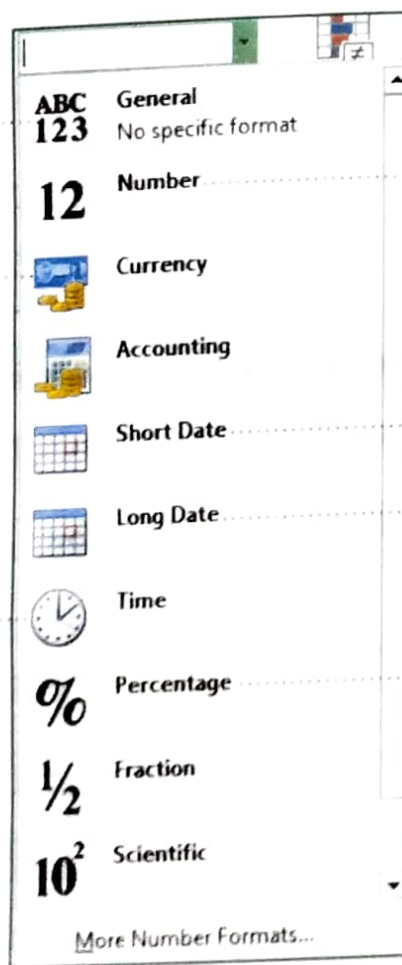 ABC
123
General
No specific format
12
Number
Currency
Accounting
Short Date
Long Date
Time
%
Percentage
1/2
Fraction
10²
Scientific
More Number Formats...